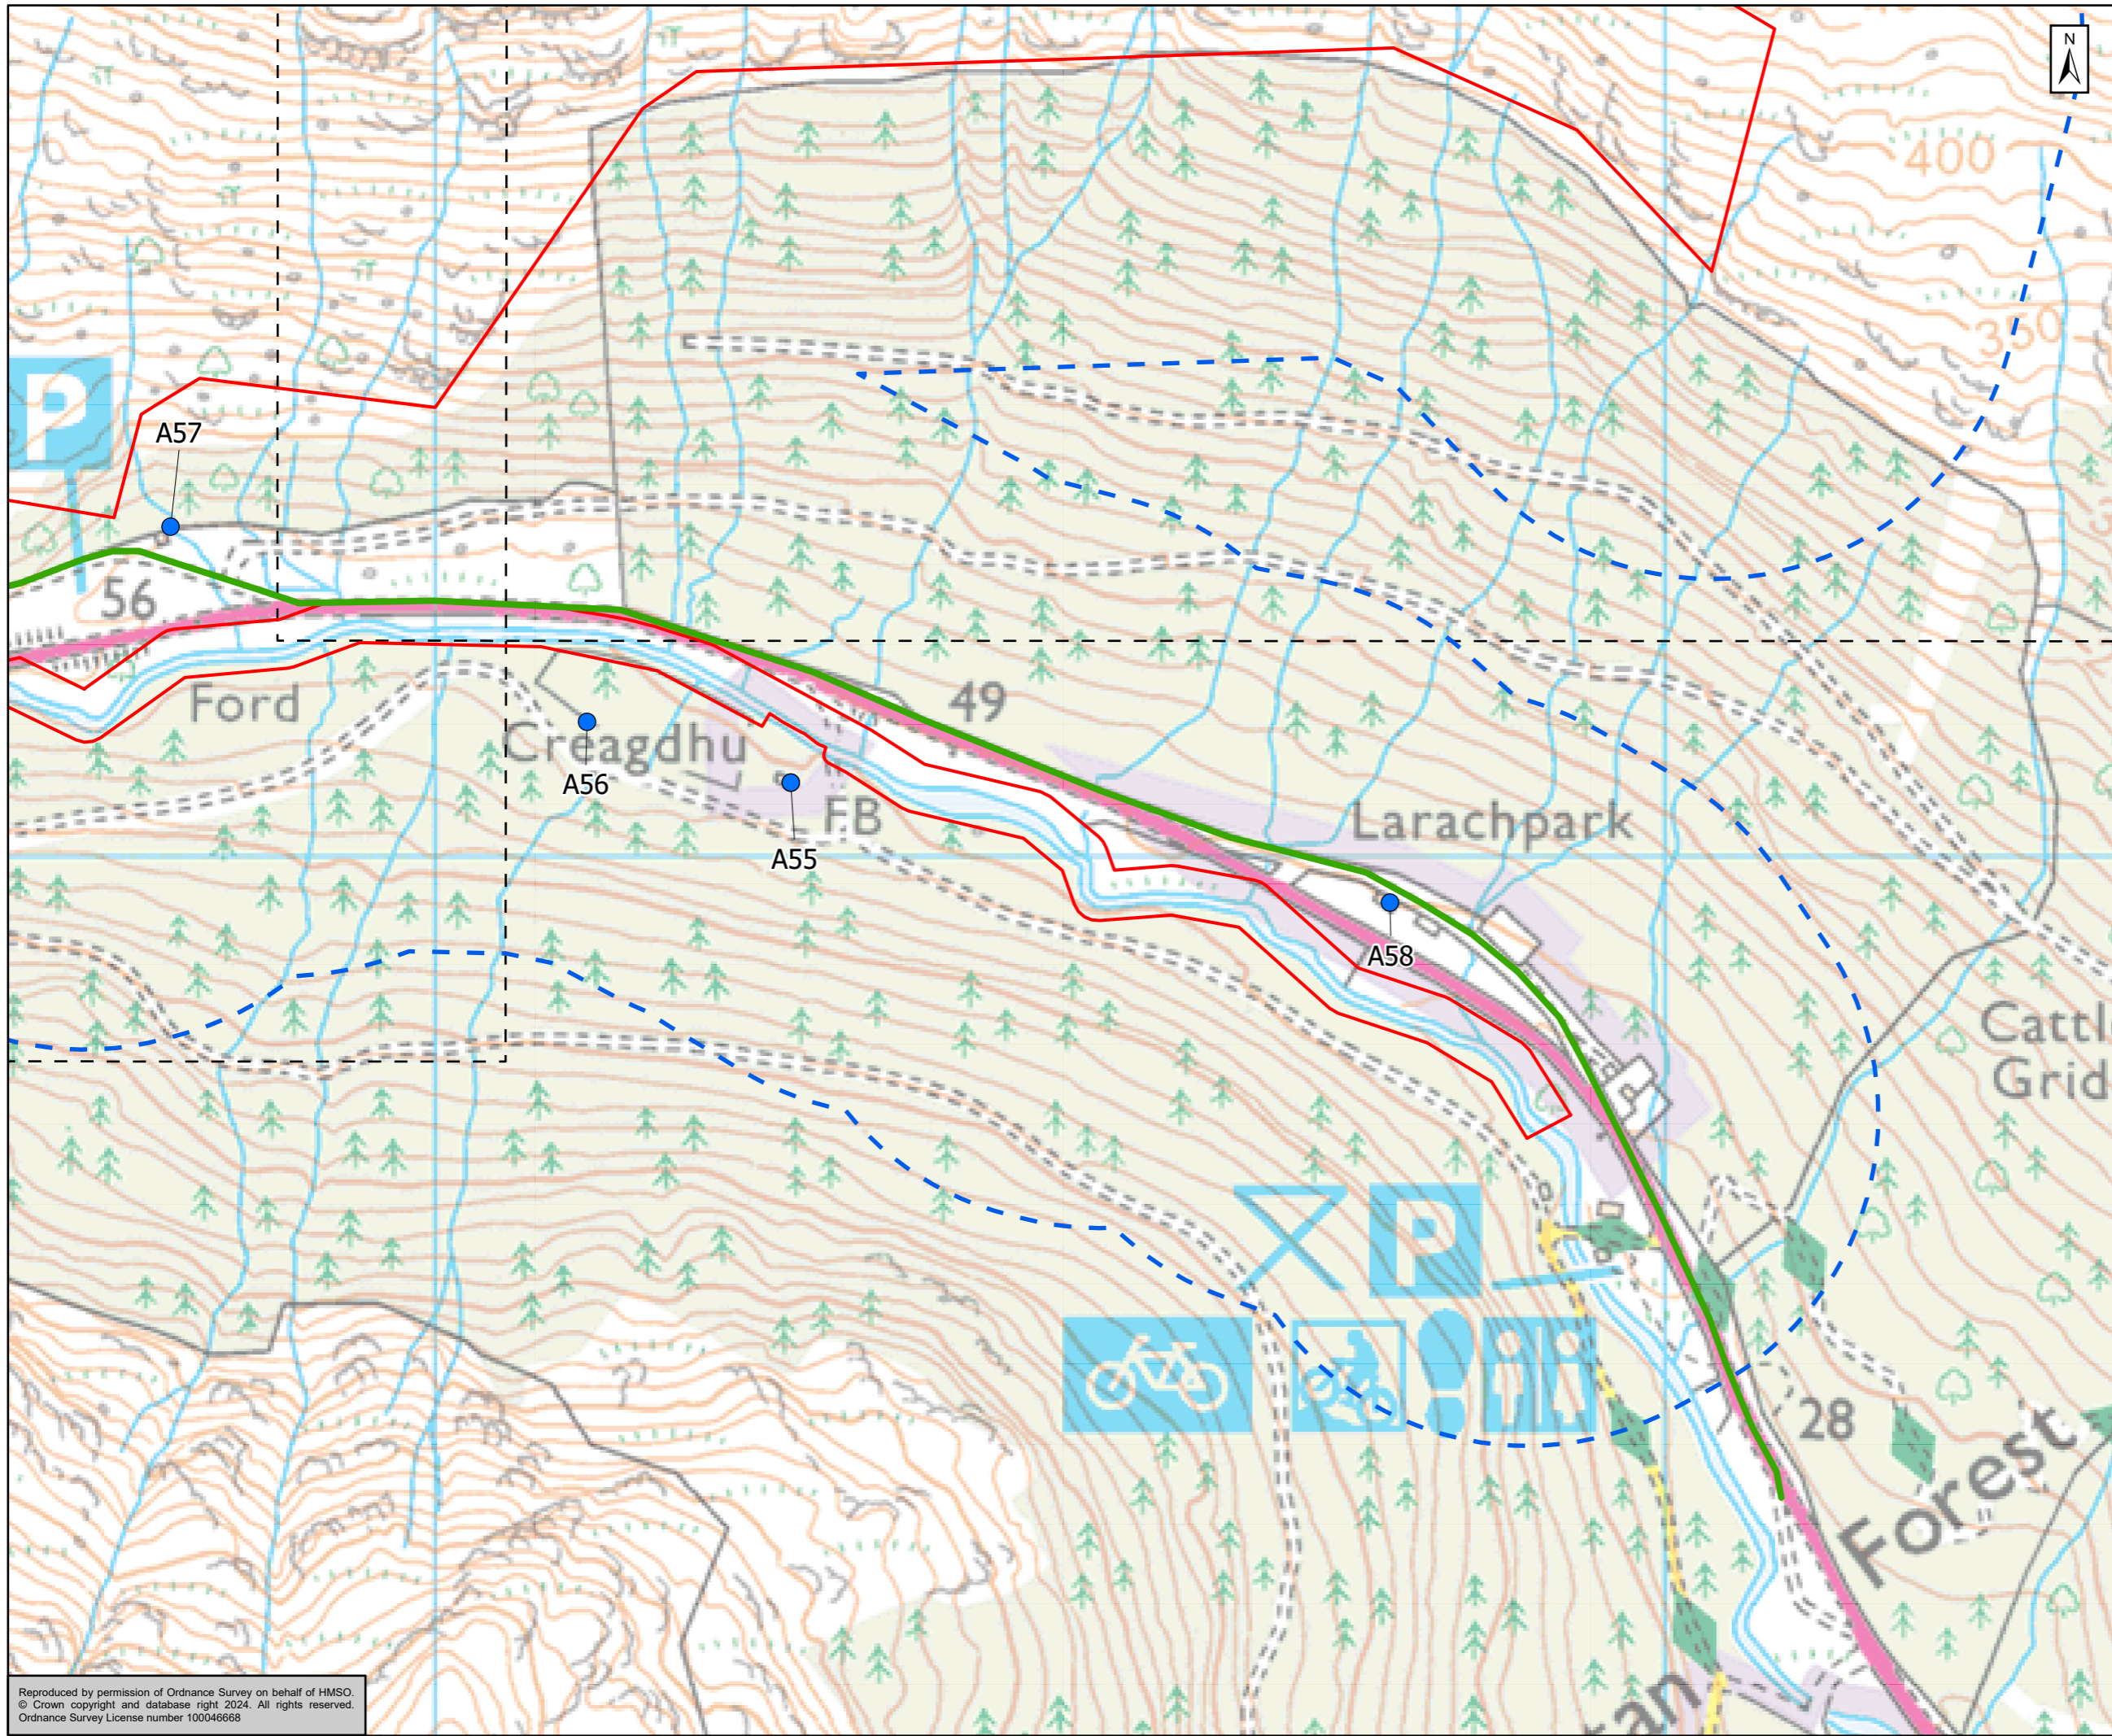 N
400
350
P
A57
56
Ford
49
Creagdhu
A56
FB
A55
Larachpark
A58
Cattle
Grid
P
28
Forest
Reproduced by permission of Ordnance Survey on behalf of HMSO.
© Crown copyright and database right 2024. All rights reserved.
Ordnance Survey License number 100046668